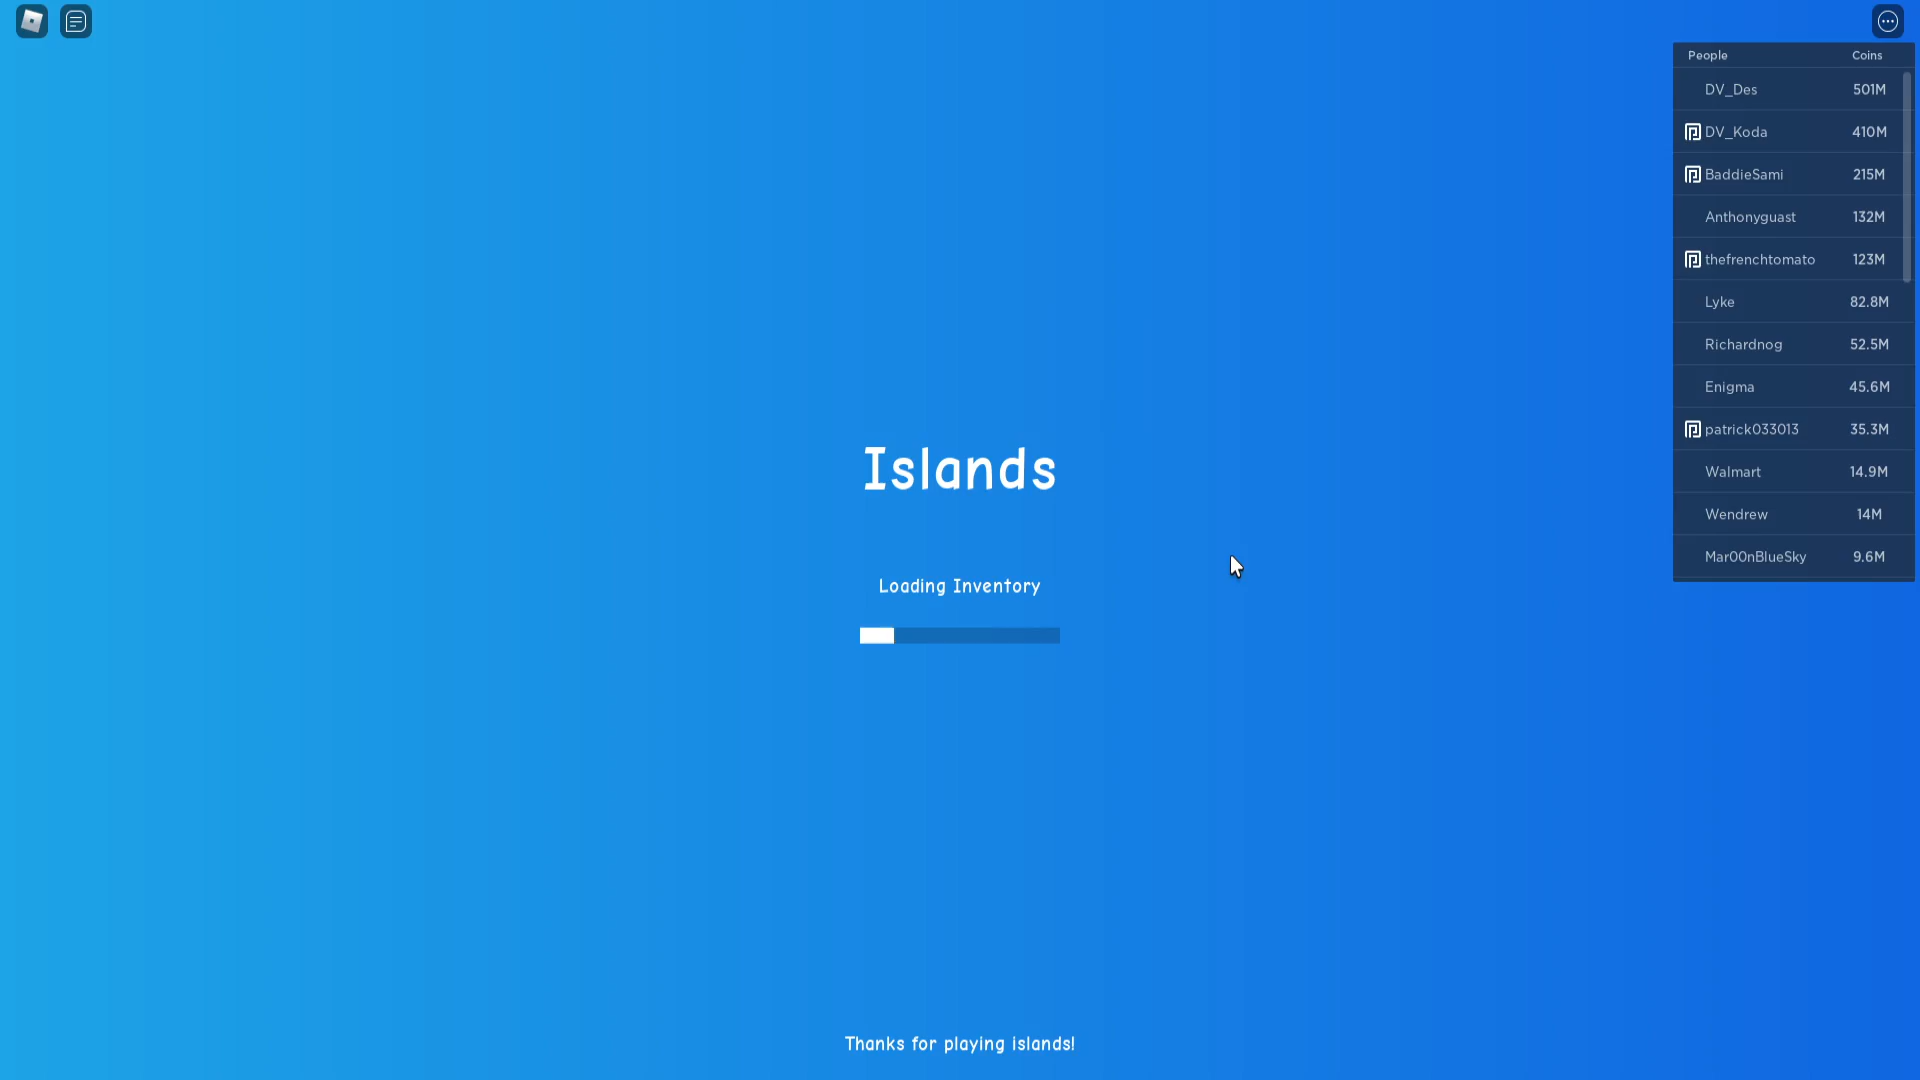 People Coins
DV_Des 501M
DV_Koda 410M
BaddieSami 215M
Anthonyguast 132M
thefrenchtomato 123M
Lyke 82.8M
Richardnog 52.5M
Enigma 45.6M
patrick033013 35.3M
Walmart 14.9M
Wendrew 14M
Mar00nBlueSky 9.6M
Islands
Loading Inventory
Thanks for playing islands!